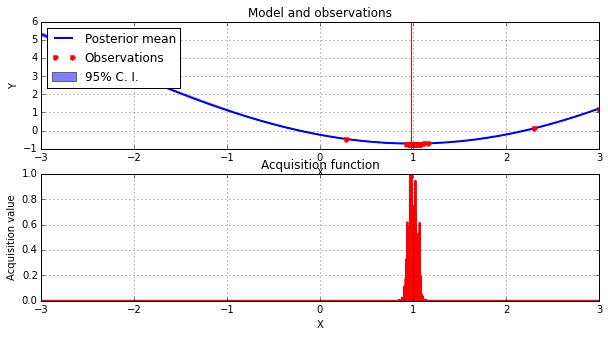 Model and observations
6
5
4
3
2
1
0
−1
Y
Posterior mean
Observations
95% C. I.
−3 −2 −1 0 1 2 3
X
Acquisition function
1.0
0.8
0.6
0.4
0.2
0.0
Acquisition value
−3 −2 −1 0 1 2 3
X